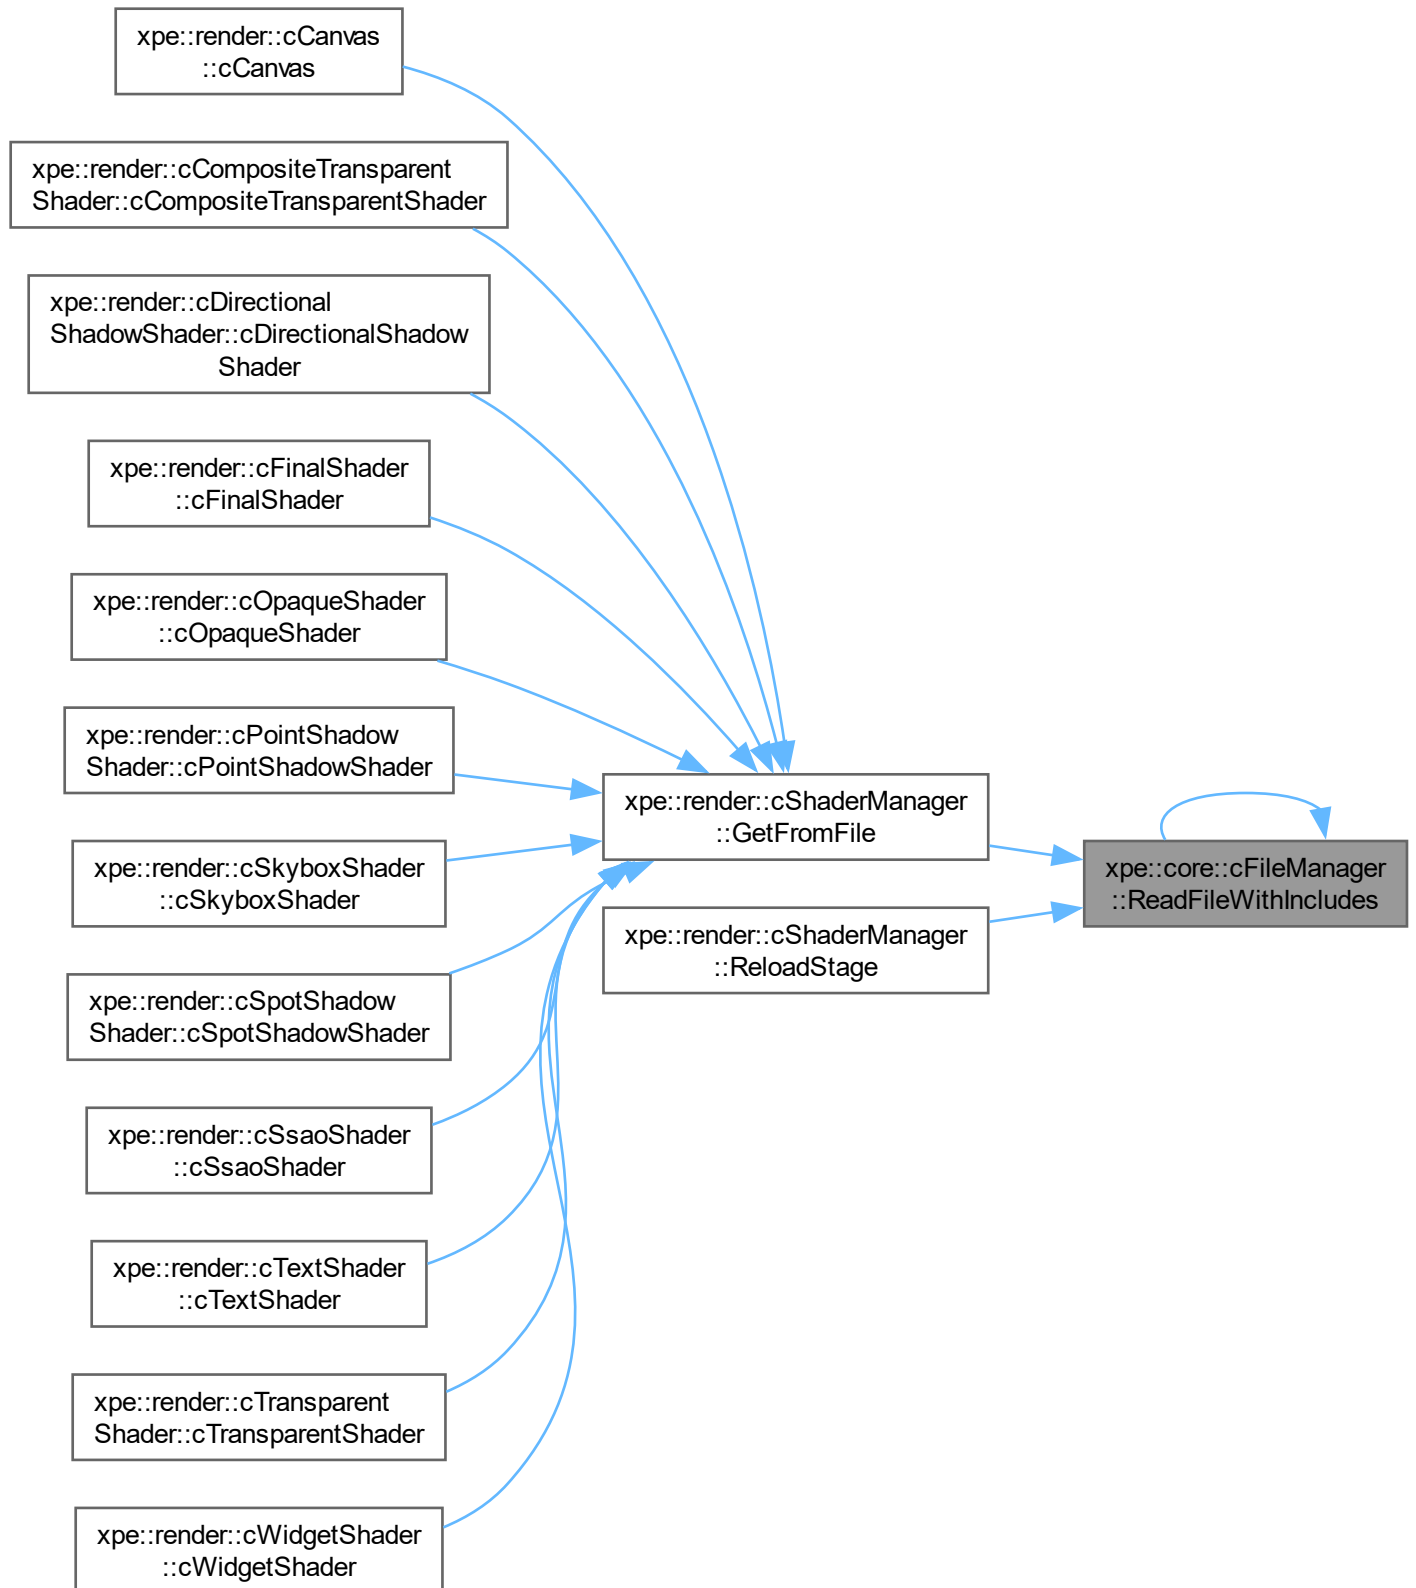 xpe::render::cCanvas
::cCanvas
xpe::render::cCompositeTransparent
Shader::cCompositeTransparentShader
xpe::render::cDirectional
ShadowShader::cDirectionalShadow
Shader
xpe::render::cFinalShader
::cFinalShader
xpe::render::cOpaqueShader
::cOpaqueShader
xpe::render::cPointShadow
Shader::cPointShadowShader
xpe::render::cSkyboxShader
::cSkyboxShader
xpe::render::cSpotShadow
Shader::cSpotShadowShader
xpe::render::cSsaoShader
::cSsaoShader
xpe::render::cTextShader
::cTextShader
xpe::render::cTransparent
Shader::cTransparentShader
xpe::render::cWidgetShader
::cWidgetShader
xpe::render::cShaderManager
::GetFromFile
xpe::render::cShaderManager
::ReloadStage
xpe::core::cFileManager
::ReadFileWithIncludes